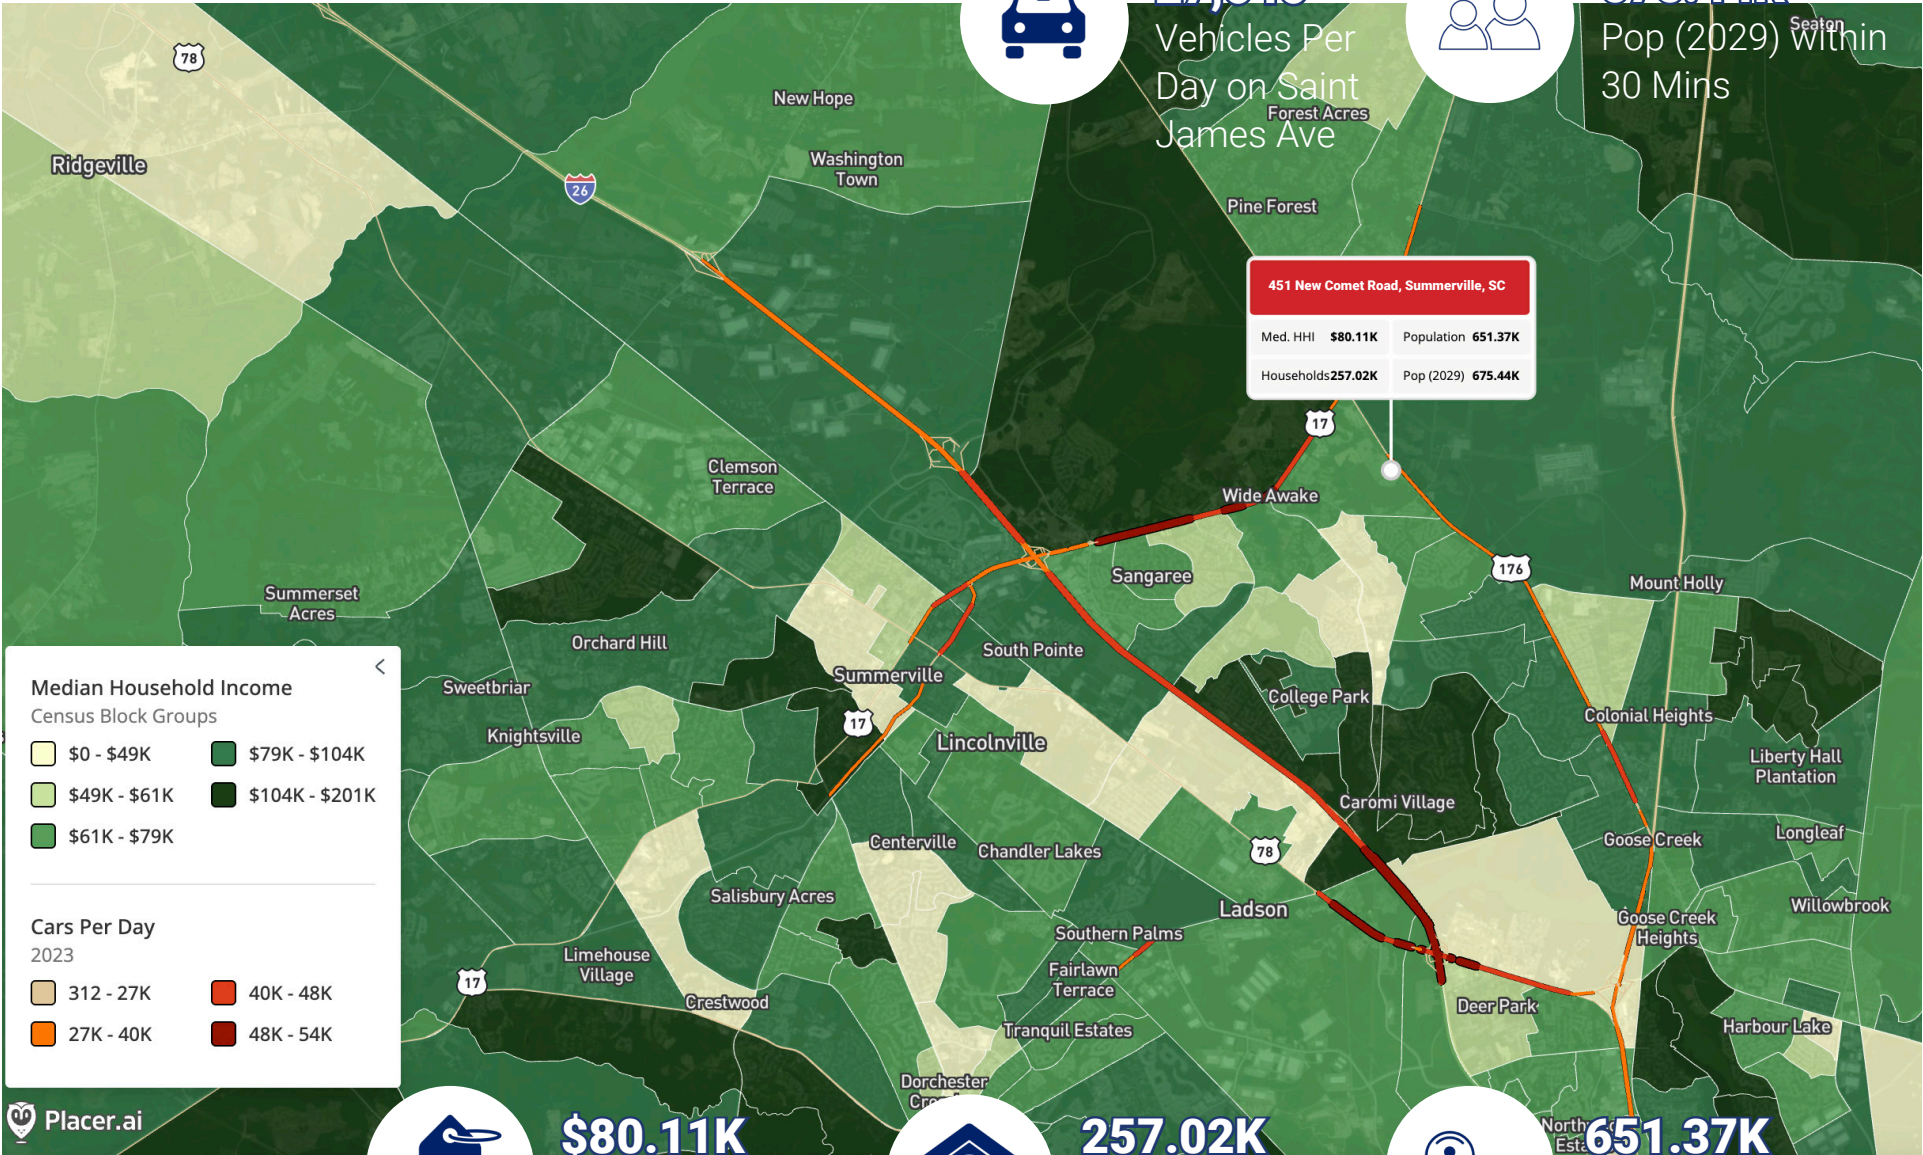 Vehicles Per
Day on Saint
James Ave
Pop (2029) within
30 Mins
Seaton
78
New Hope
Forest Acres
Ridgeville
Washington
Town
26
Pine Forest
451 New Comet Road, Summerville, SC
Med. HHI $80.11K
Population 651.37K
Households 257.02K
Pop (2029) 675.44K
17
Clemson
Terrace
Wide Awake
176
Sangaree
Mount Holly
Summerset
Acres
Orchard Hill
South Pointe
Summerville
Sweetbriar
College Park
Colonial Heights
17
Knightsville
Lincolnville
Liberty Hall
Plantation
Caromi Village
Centerville
Chandler Lakes
78
Goose Creek
Longleaf
Salisbury Acres
Ladson
Willowbrook
Goose Creek
Heights
Southern Palms
Limehouse
Village
Fairlawn
Terrace
17
Crestwood
Deer Park
Tranquil Estates
Harbour Lake
Dorchester
Median Household Income
Census Block Groups
$0 - $49K
$79K - $104K
$49K - $61K
$104K - $201K
$61K - $79K
Cars Per Day
2023
312 - 27K
40K - 48K
27K - 40K
48K - 54K
Placer.ai
$80.11K
257.02K
651.37K